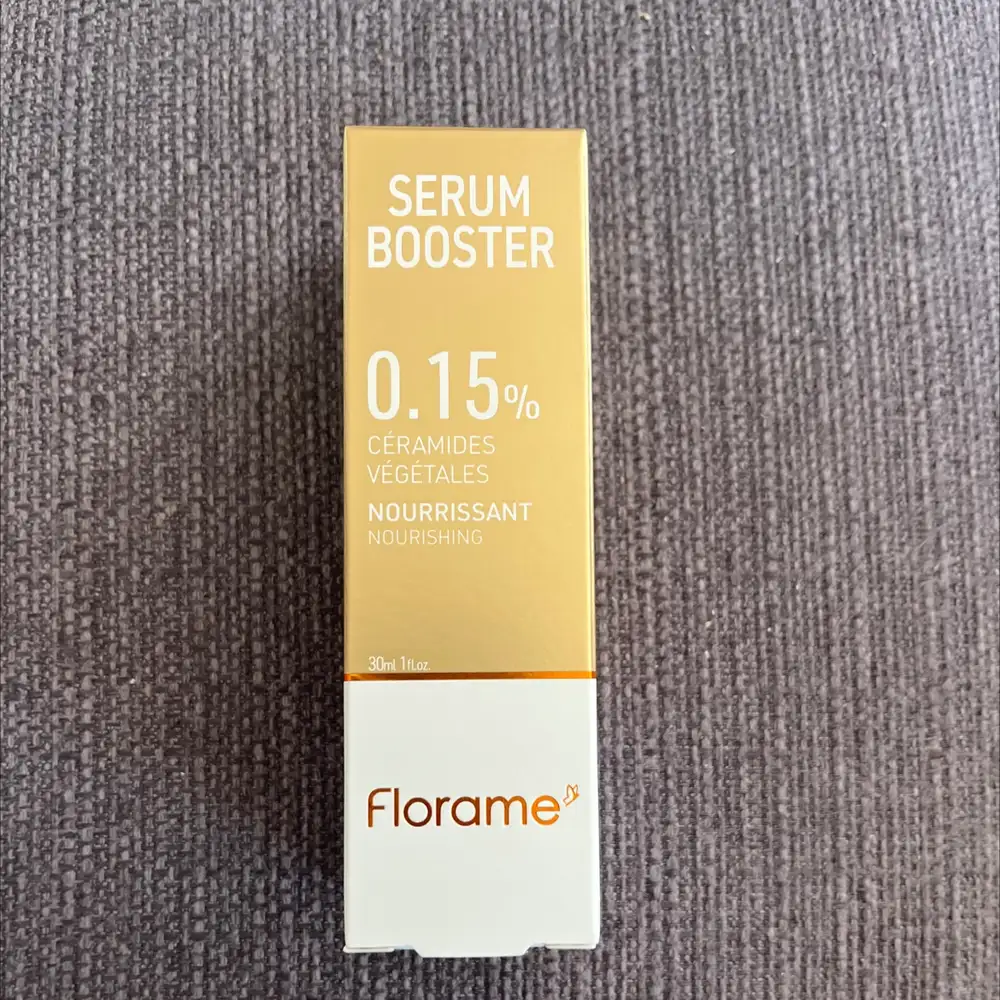 SERUM
BOOSTER
0.15%
CÉRAMIDES
VÉGÉTALES
NOURRISSANT
NOURISHING
30ml 1fl.oz.
Florame